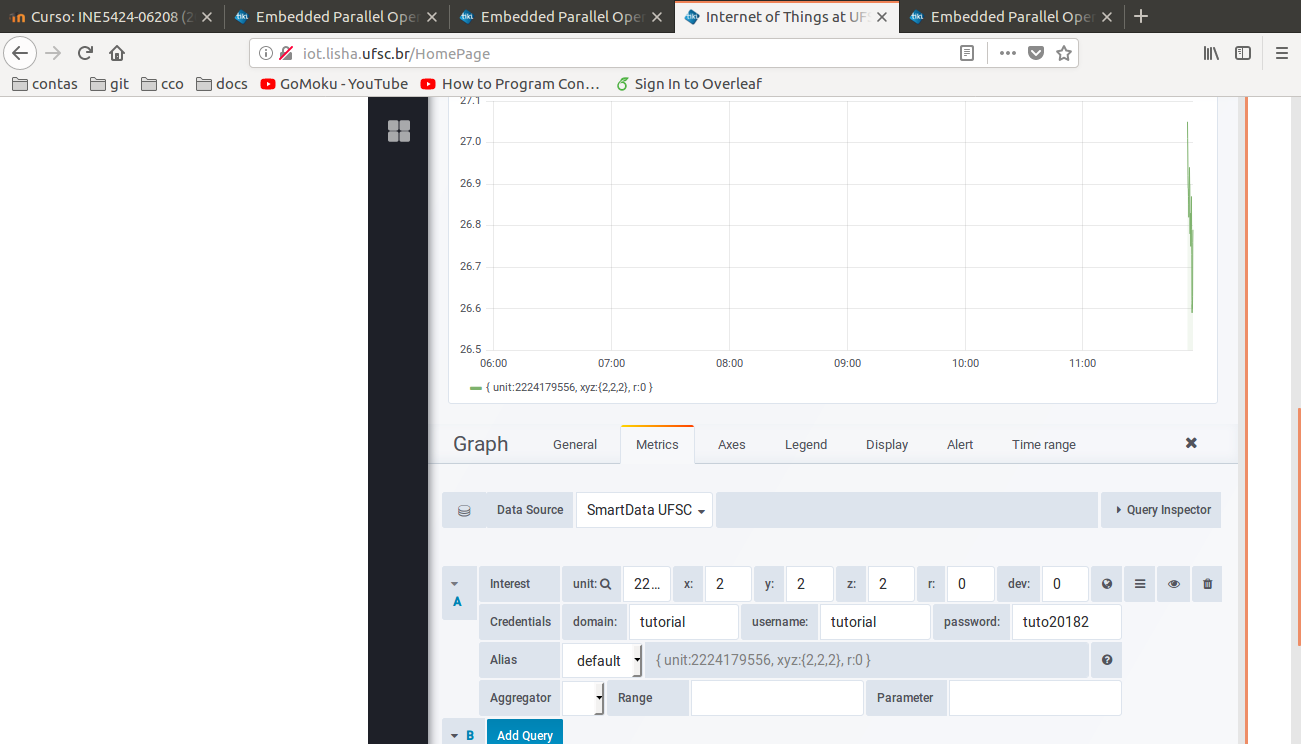 Curso: INE5424-06208 (2
Embedded Parallel Oper
Embedded Parallel Oper
Internet of Things at UFS
Embedded Parallel Oper
iot.lisha.ufsc.br/HomePage
contas git cco docs GoMoku - YouTube How to Program Con... Sign In to Overleaf
27.1
27.0
26.9
26.8
26.7
26.6
26.5
06:00 07:00 08:00 09:00 10:00 11:00
{ unit:2224179556, xyz:{2,2,2}, r:0 }
Graph General Metrics Axes Legend Display Alert Time range
Data Source SmartData UFSC Query Inspector
A Interest unit: 22... x: 2 y: 2 z: 2 r: 0 dev: 0
Credentials domain: tutorial username: tutorial password: tuto20182
Alias default { unit:2224179556, xyz:{2,2,2}, r:0 }
Aggregator Range Parameter
B Add Query